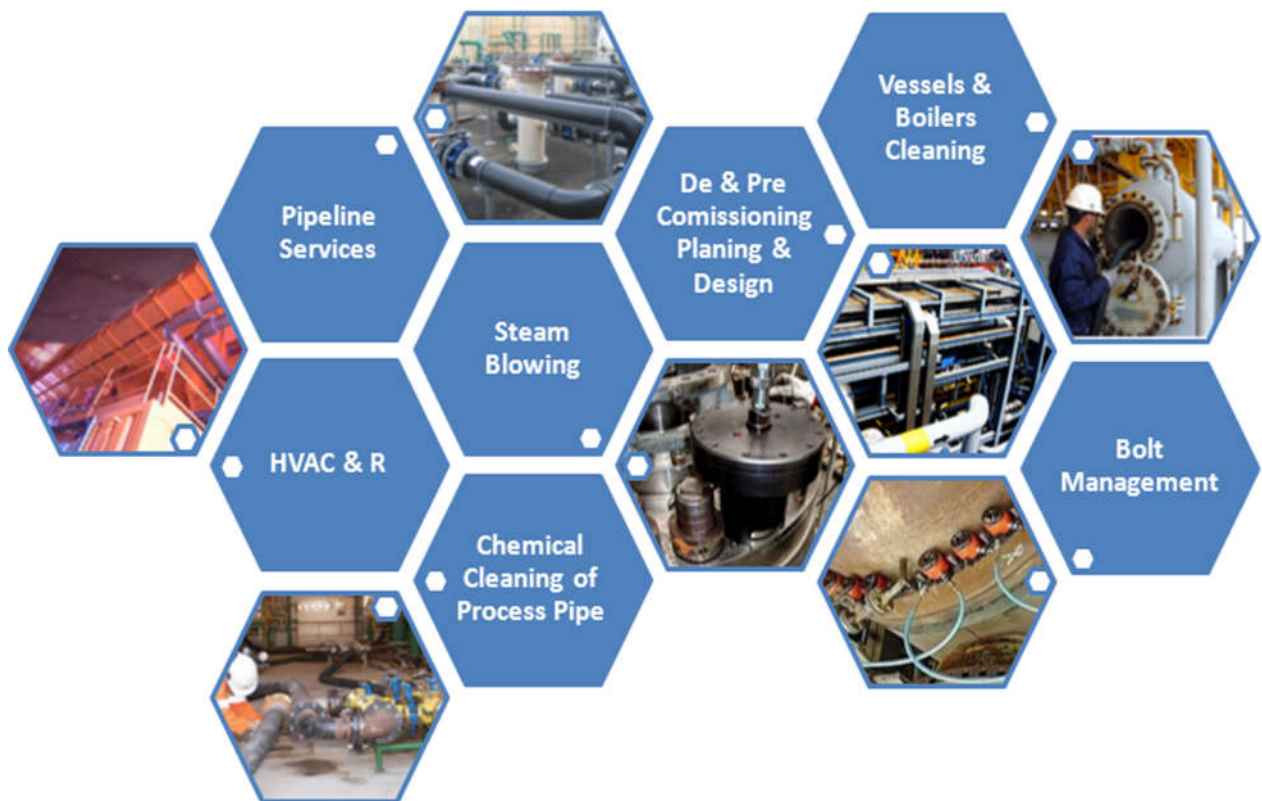 Vessels &
Boilers
Cleaning
Pipeline
Services
De & Pre
Comissioning
Planing &
Design
Steam
Blowing
HVAC & R
Bolt
Management
Chemical
Cleaning of
Process Pipe